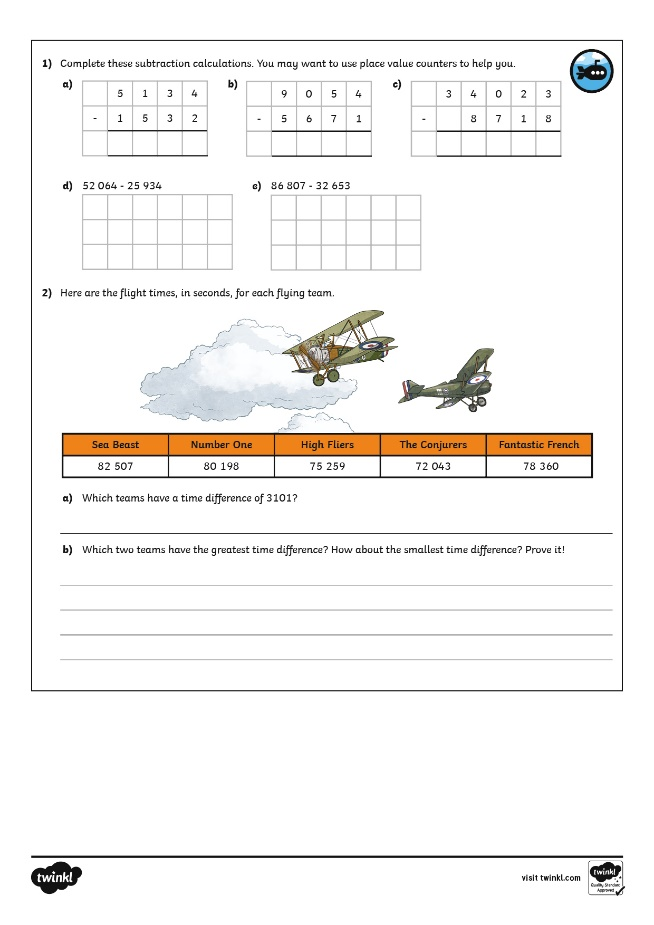 1) Complete these subtraction calculations. You may want to use place value counters to help you.
a) b) c)
5 1 3 4 9 0 5 4 3 4 0 2 3
- 1 5 3 2 - 5 6 7 1 - 8 7 1 8
d) 52 064 - 25 934 e) 86 807 - 32 653
2) Here are the flight times, in seconds, for each flying team.
Sea Beast Number One High Fliers The Conjurers Fantastic French
82 507 80 198 75 259 72 043 78 360
a) Which teams have a time difference of 3101?
b) Which two teams have the greatest time difference? How about the smallest time difference? Prove it!
twinkl
visit twinkl.com
twinkl
Quality Standard
Approved